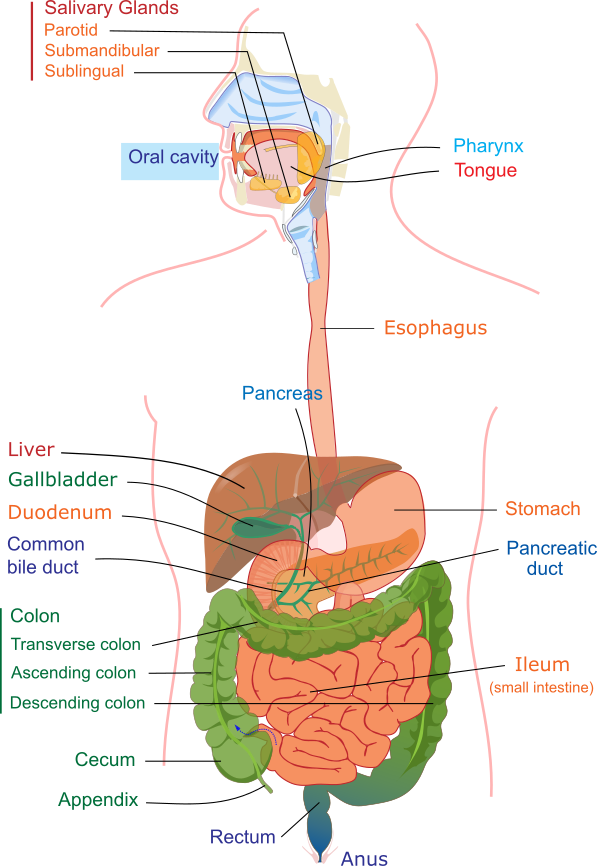 Salivary Glands
Parotid
Submandibular
Sublingual
Oral cavity
Pharynx
Tongue
Esophagus
Pancreas
Liver
Gallbladder
Duodenum
Common
bile duct
Stomach
Pancreatic
duct
Colon
Transverse colon
Ascending colon
Descending colon
Ileum
(small intestine)
Cecum
Appendix
Rectum
Anus